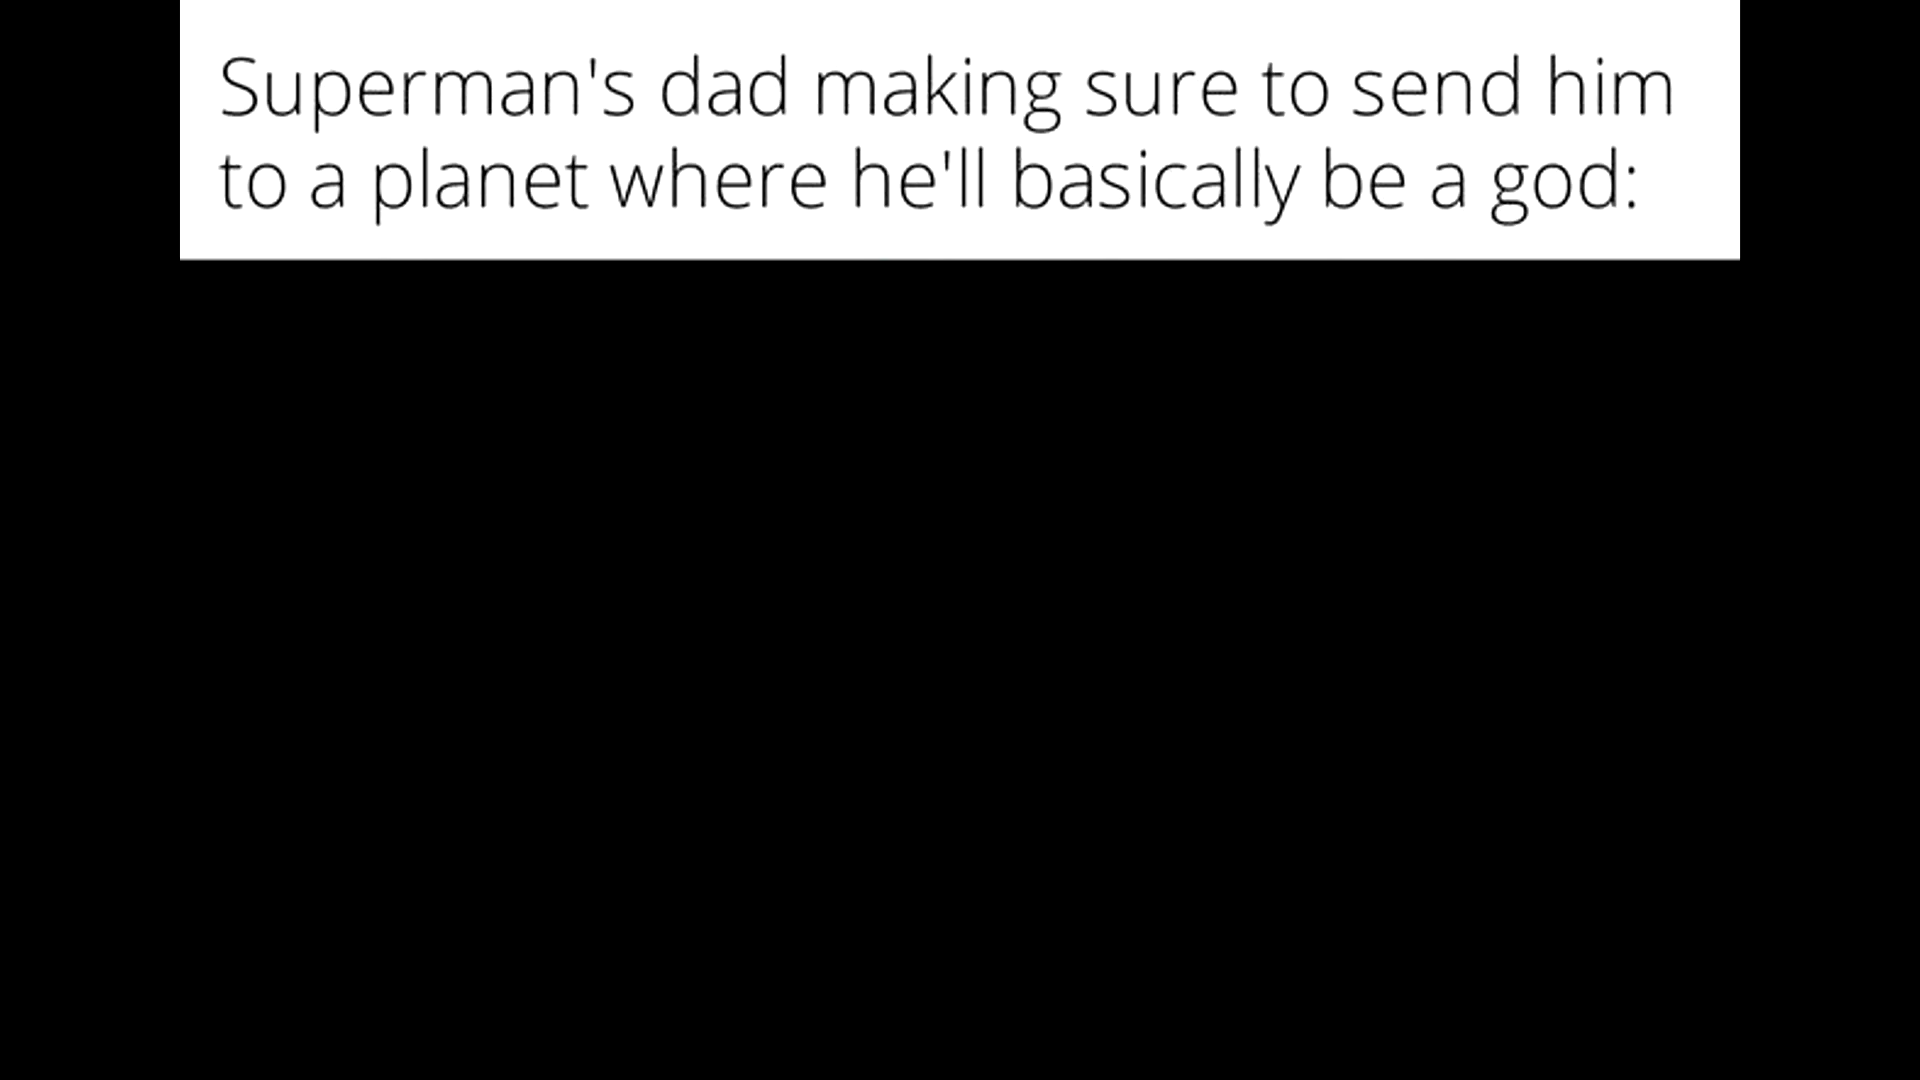 Superman's dad making sure to send him
to a planet where he'll basically be a god: